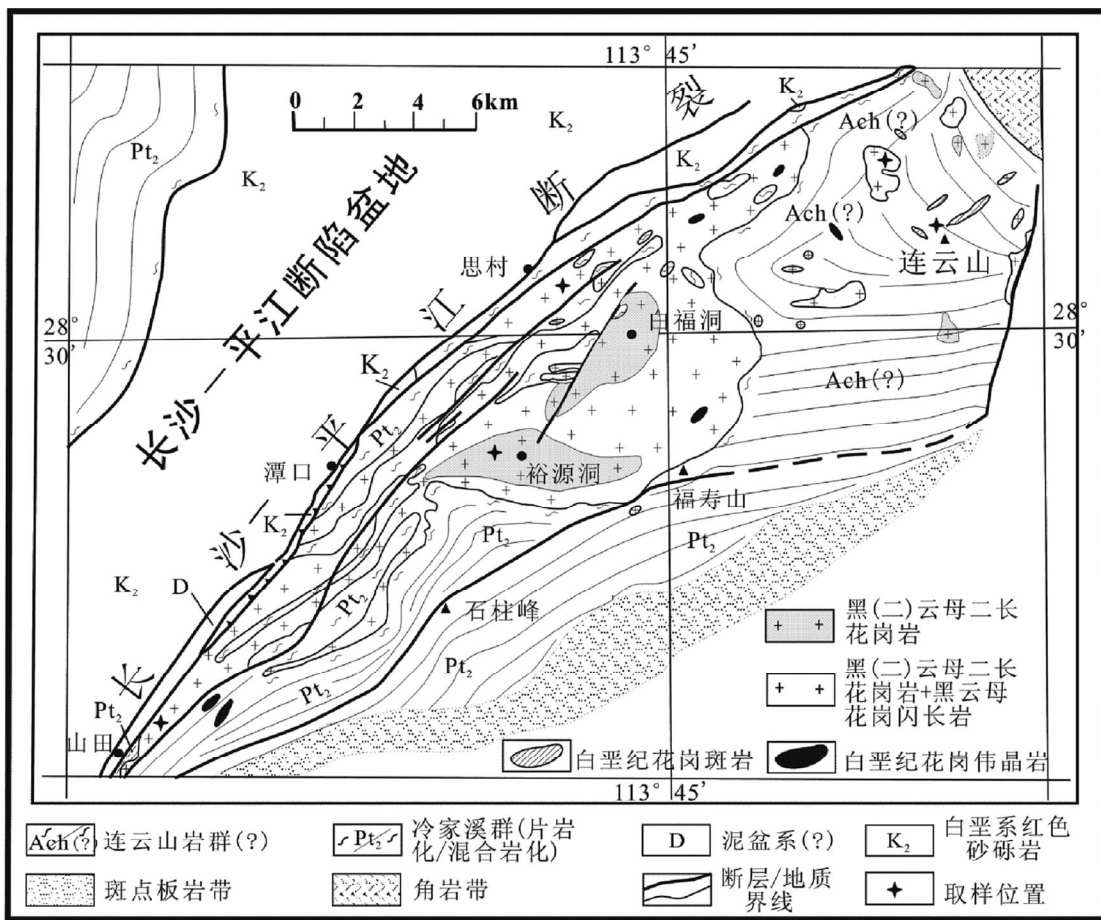 113° 45′
0 2 4 6km
裂
K₂
K₂
Ach(?)
Pt₂
K₂
K₂
断
Ach(?)
长沙—平江断陷盆地
思村
连云山
江
28°
30′
白福洞
28°
30′
K₂
Ach(?)
平
Pt₂
潭口
裕源洞
福寿山
K₂
沙
Pt₂
Pt₂
K₂
D
Pt₂
石柱峰
Pt₂
长
Pt₂
Pt₂
山田
黑(二)云母二长
花岗岩
黑(二)云母二长
花岗岩+黑云母
花岗闪长岩
白垩纪花岗斑岩
白垩纪花岗伟晶岩
113° 45′
Ach(?) 连云山岩群(?)
Pt₂ 冷家溪群(片岩
化/混合岩化)
D 泥盆系(?)
K₂ 白垩系红色
砂砾岩
斑点板岩带
角岩带
断层/地质
界线
取样位置